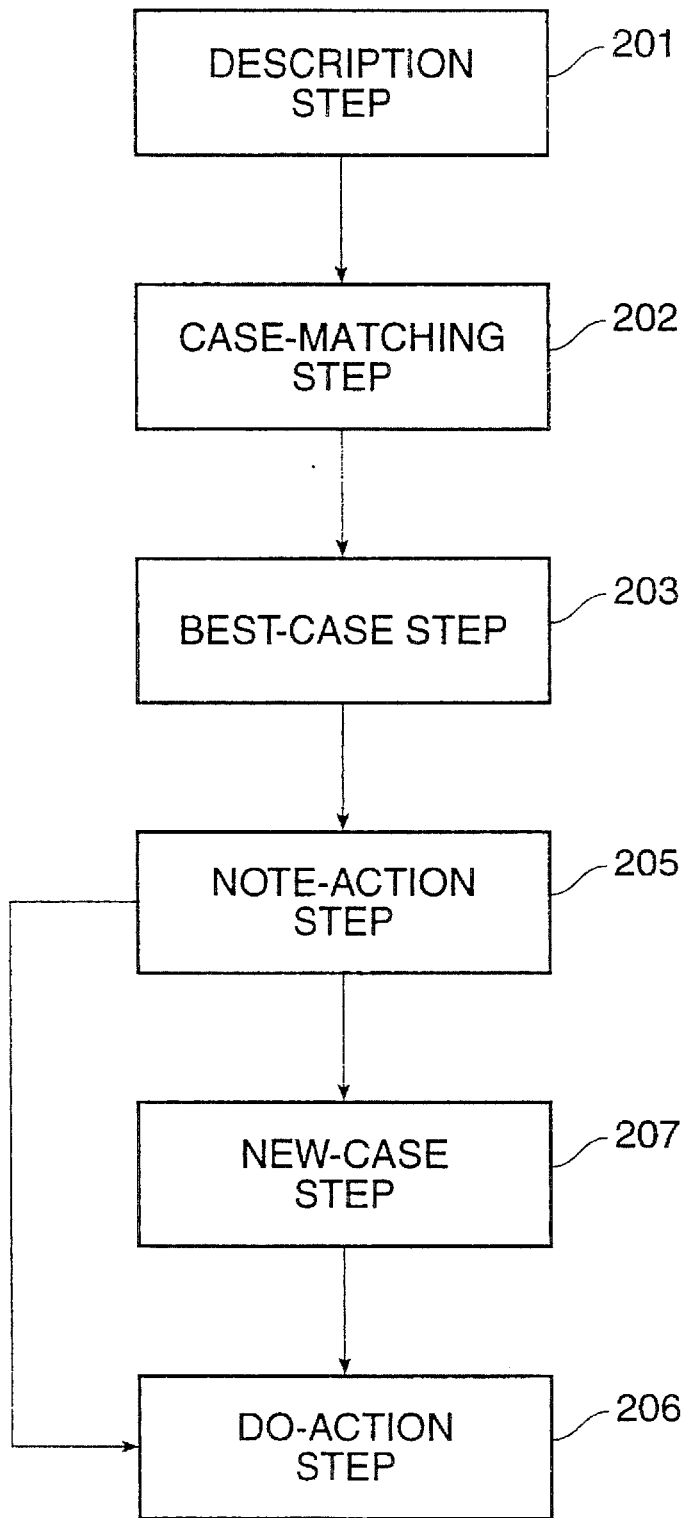 DESCRIPTION
STEP
201
CASE-MATCHING
STEP
202
BEST-CASE STEP
203
NOTE-ACTION
STEP
205
NEW-CASE
STEP
207
DO-ACTION
STEP
206